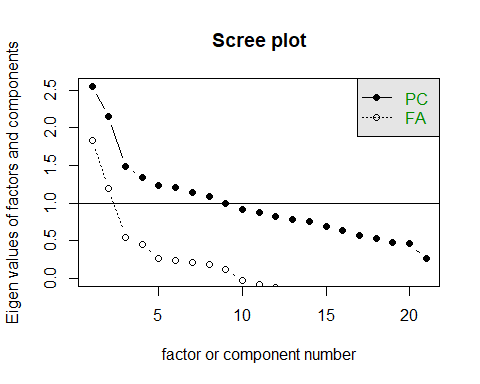 Scree plot
Eigen values of factors and components
2.5
2.0
1.5
1.0
0.5
0.0
PC
FA
5
10
15
20
factor or component number